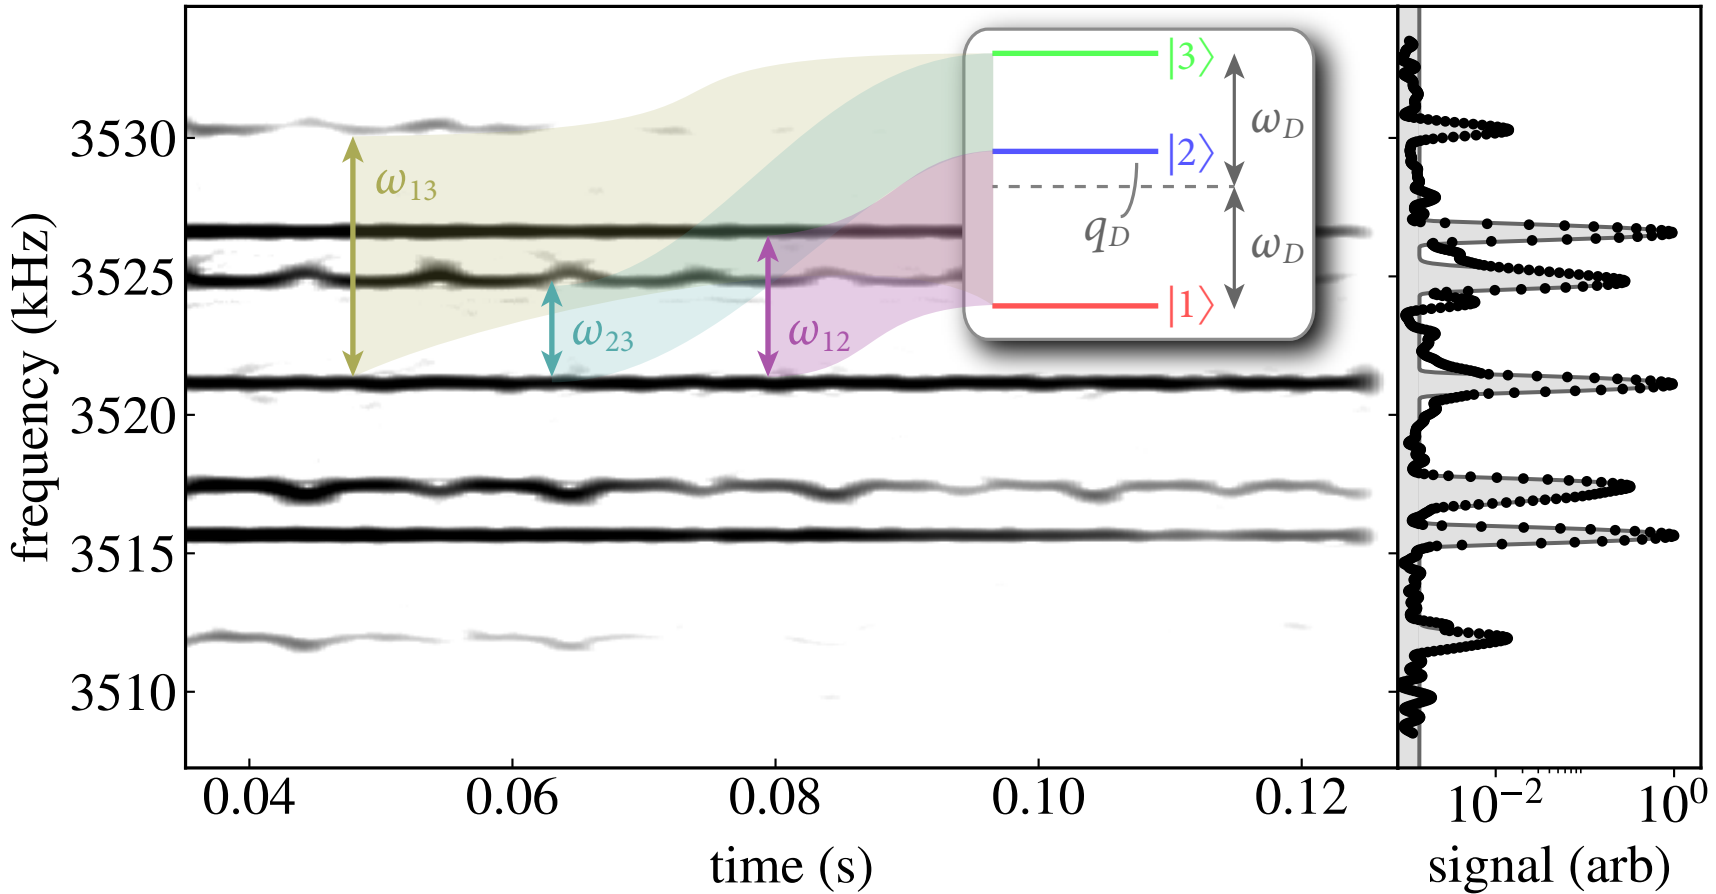 frequency (kHz)
3530
3525
3520
3515
3510
ω13
ω23
ω12
|3⟩
|2⟩
|1⟩
ωD
ωD
qD
0.04 0.06 0.08 0.10 0.12
time (s)
10−2 100
signal (arb)